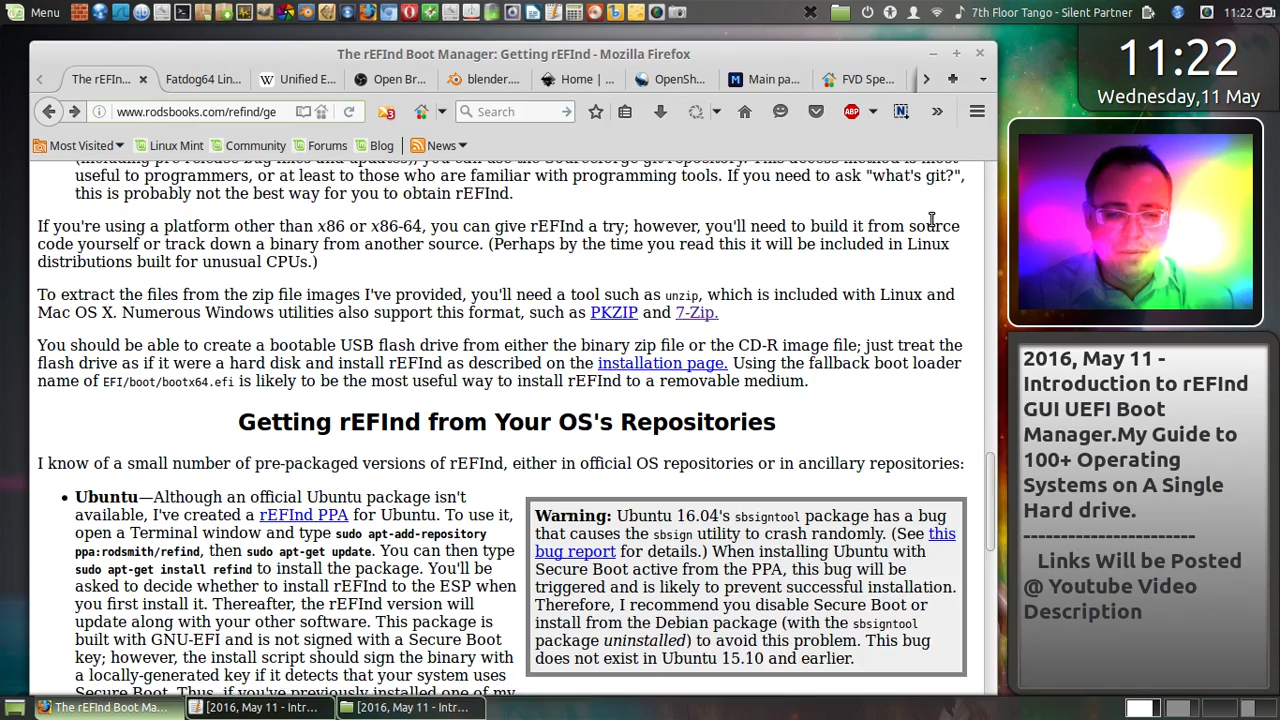 Menu
7th Floor Tango - Silent Partner
11:22
The rEFInd Boot Manager: Getting rEFInd - Mozilla Firefox
The rEFIn...
Fatdog64 Lin...
Unified E...
Open Br...
blender....
Home | ...
OpenSh...
Main pa...
FVD Spe...
www.rodsbooks.com/refind/ge
Search
Most Visited
Linux Mint
Community
Forums
Blog
News
useful to programmers, or at least to those who are familiar with programming tools. If you need to ask "what's git?",
this is probably not the best way for you to obtain rEFInd.
If you're using a platform other than x86 or x86-64, you can give rEFInd a try; however, you'll need to build it from source
code yourself or track down a binary from another source. (Perhaps by the time you read this it will be included in Linux
distributions built for unusual CPUs.)
To extract the files from the zip file images I've provided, you'll need a tool such as unzip, which is included with Linux and
Mac OS X. Numerous Windows utilities also support this format, such as PKZIP and 7-Zip.
You should be able to create a bootable USB flash drive from either the binary zip file or the CD-R image file; just treat the
flash drive as if it were a hard disk and install rEFInd as described on the installation page. Using the fallback boot loader
name of EFI/boot/bootx64.efi is likely to be the most useful way to install rEFInd to a removable medium.
Getting rEFInd from Your OS's Repositories
I know of a small number of pre-packaged versions of rEFInd, either in official OS repositories or in ancillary repositories:
• Ubuntu—Although an official Ubuntu package isn't
available, I've created a rEFInd PPA for Ubuntu. To use it,
open a Terminal window and type sudo apt-add-repository
ppa:rodsmith/refind, then sudo apt-get update. You can then type
sudo apt-get install refind to install the package. You'll be
asked to decide whether to install rEFInd to the ESP when
you first install it. Thereafter, the rEFInd version will
update along with your other software. This package is
built with GNU-EFI and is not signed with a Secure Boot
key; however, the install script should sign the binary with
a locally-generated key if it detects that your system uses
Secure Boot. Thus, if you've previously installed one of my
Warning: Ubuntu 16.04's sbsigntool package has a bug
that causes the sbsign utility to crash randomly. (See this
bug report for details.) When installing Ubuntu with
Secure Boot active from the PPA, this bug will be
triggered and is likely to prevent successful installation.
Therefore, I recommend you disable Secure Boot or
install from the Debian package (with the sbsigntool
package uninstalled) to avoid this problem. This bug
does not exist in Ubuntu 15.10 and earlier.
11:22
Wednesday,11 May
2016, May 11 -
Introduction to rEFInd
GUI UEFI Boot
Manager.My Guide to
100+ Operating
Systems on A Single
Hard drive.
-----------------------
Links Will be Posted
@ Youtube Video
Description
The rEFInd Boot Ma...
[2016, May 11 - Intr...
[2016, May 11 - Intr...